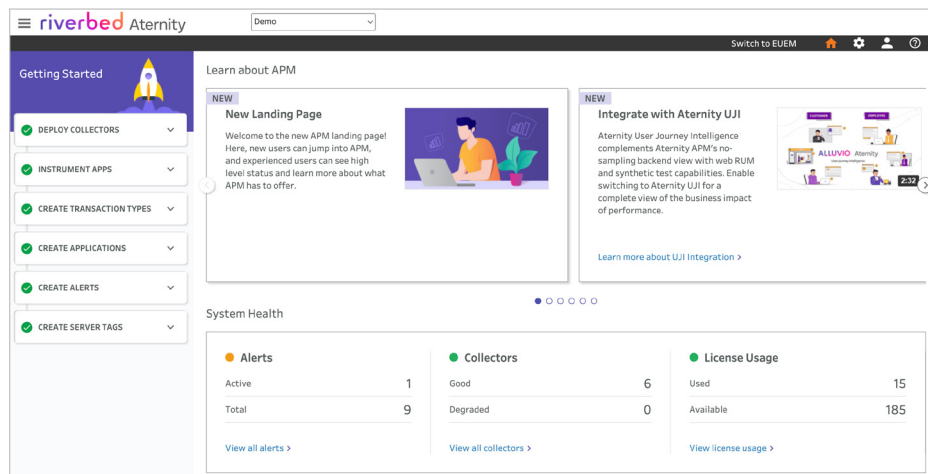 riverbed Aternity
Demo
Switch to EUEM
Getting Started
DEPLOY COLLECTORS
INSTRUMENT APPS
CREATE TRANSACTION TYPES
CREATE APPLICATIONS
CREATE ALERTS
CREATE SERVER TAGS
Learn about APM
NEW
New Landing Page
Welcome to the new APM landing page!
Here, new users can jump into APM,
and experienced users can see high
level status and learn more about what
APM has to offer.
NEW
Integrate with Aternity UJI
Aternity User Journey Intelligence
complements Aternity APM's no-
sampling backend view with web RUM
and synthetic test capabilities. Enable
switching to Aternity UJI for a
complete view of the business impact
of performance.
Learn more about UJI Integration >
CUSTOMER
ALLUVIO Aternity
2:32
System Health
Alerts
Active 1
Total 9
View all alerts >
Collectors
Good 6
Degraded 0
View all collectors >
License Usage
Used 15
Available 185
View license usage >